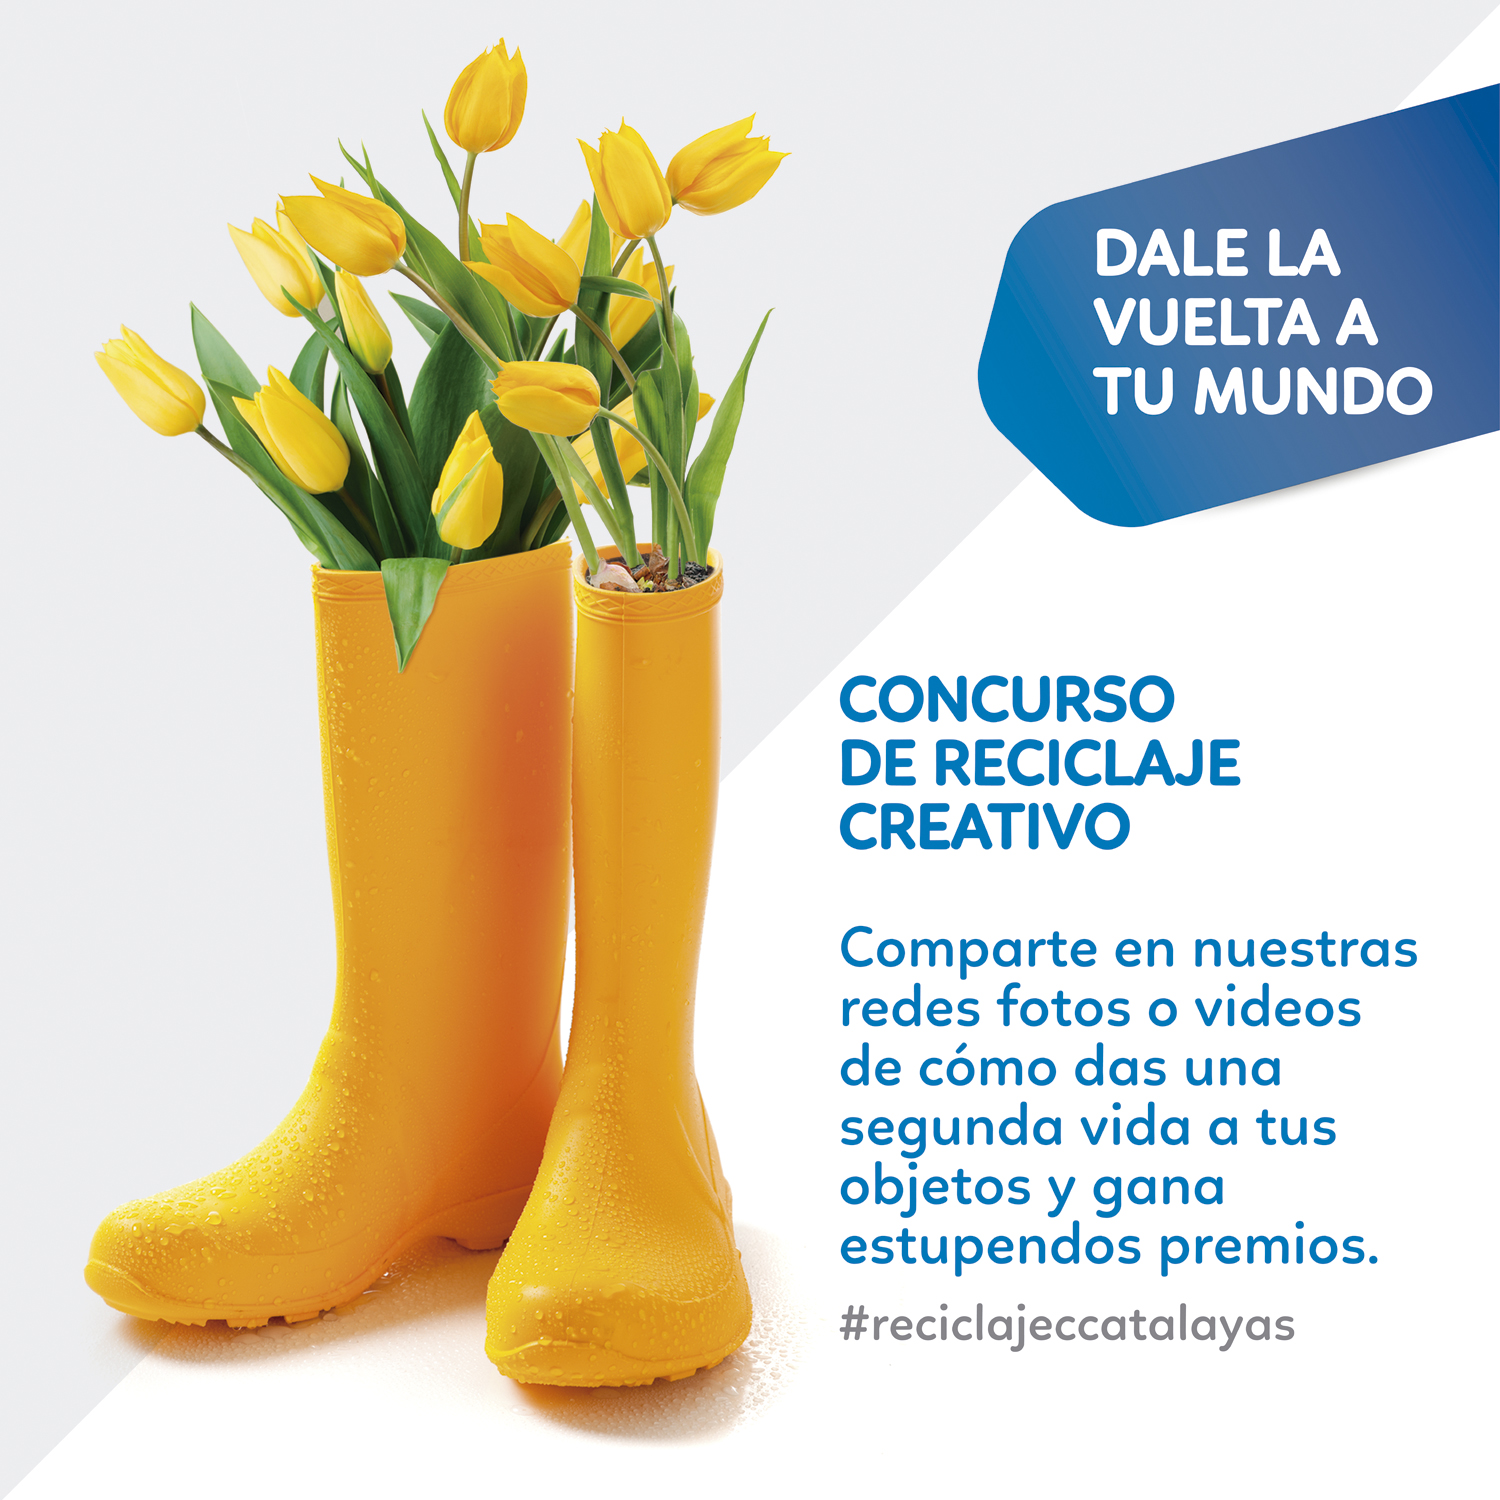 DALE LA
VUELTA A
TU MUNDO
CONCURSO
DE RECICLAJE
CREATIVO
Comparte en nuestras
redes fotos o videos
de cómo das una
segunda vida a tus
objetos y gana
estupendos premios.
#reciclajeccatalayas